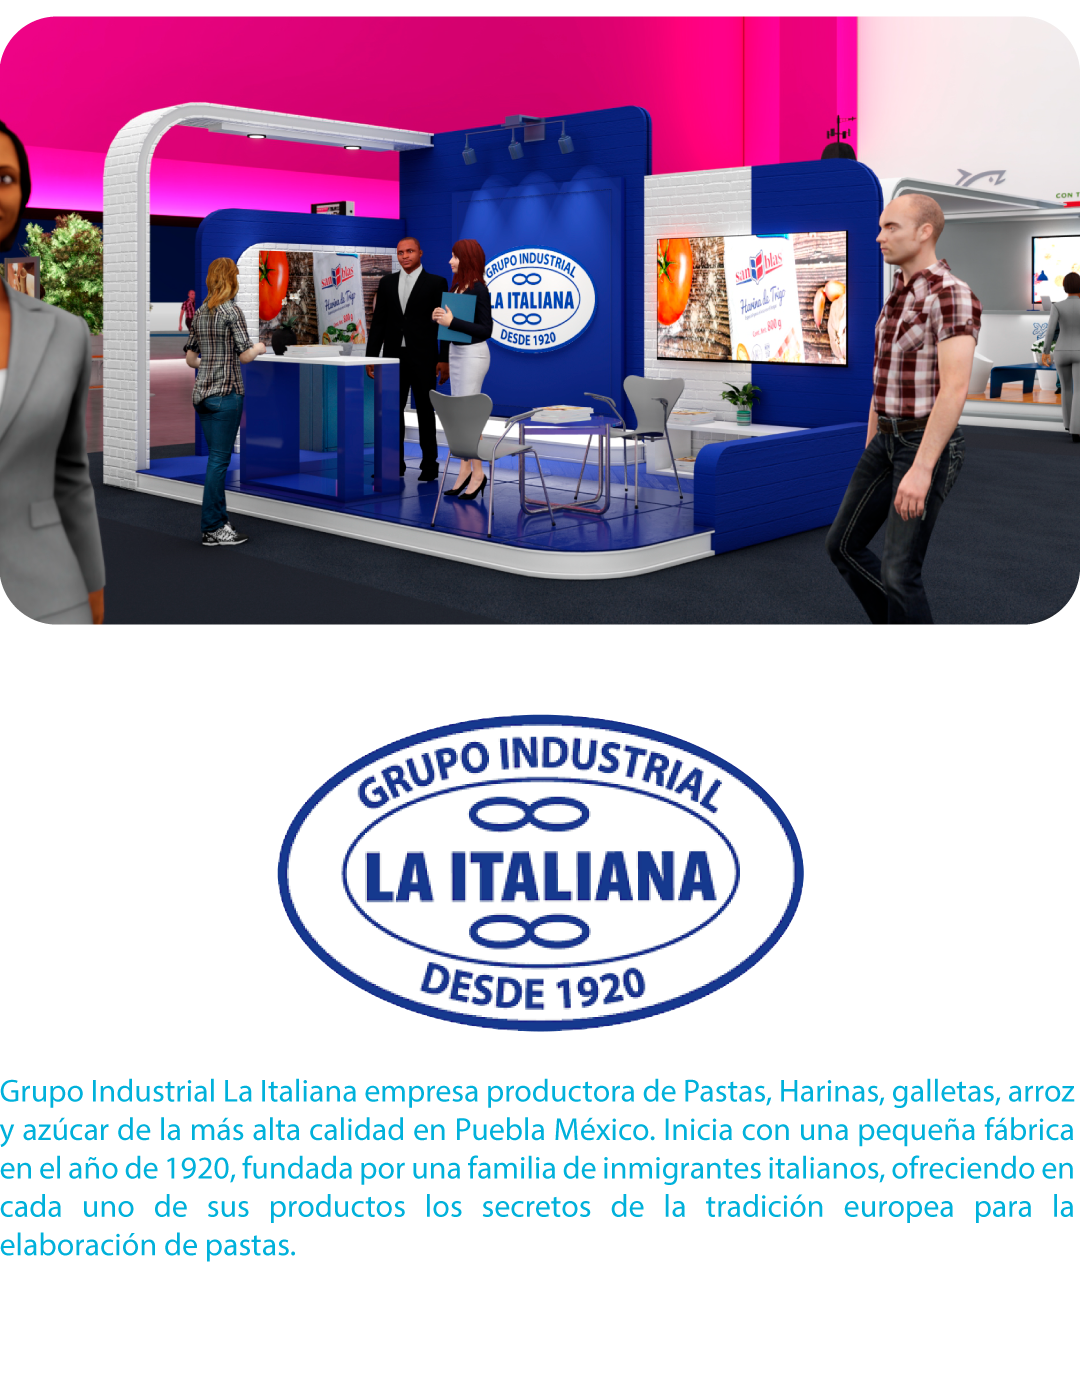 CON T
GRUPO INDUSTRIAL
LA ITALIANA
DESDE 1920
san blas
Harina de Trigo
san blas
Harina de Trigo
Cont. Net. 800 g
GRUPO INDUSTRIAL
LA ITALIANA
DESDE 1920
Grupo Industrial La Italiana empresa productora de Pastas, Harinas, galletas, arroz
y azúcar de la más alta calidad en Puebla México. Inicia con una pequeña fábrica
en el año de 1920, fundada por una familia de inmigrantes italianos, ofreciendo en
cada uno de sus productos los secretos de la tradición europea para la
elaboración de pastas.